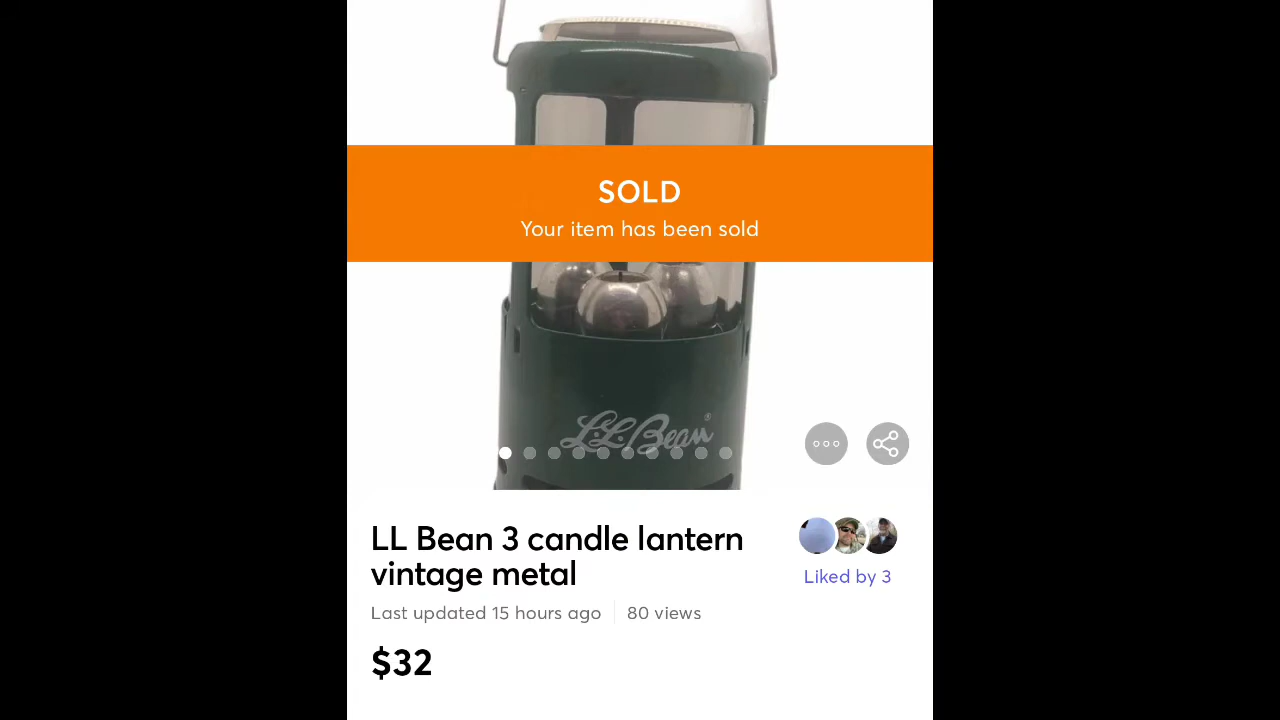 SOLD
Your item has been sold
L.L.Bean®
LL Bean 3 candle lantern
vintage metal
Liked by 3
Last updated 15 hours ago
80 views
$32